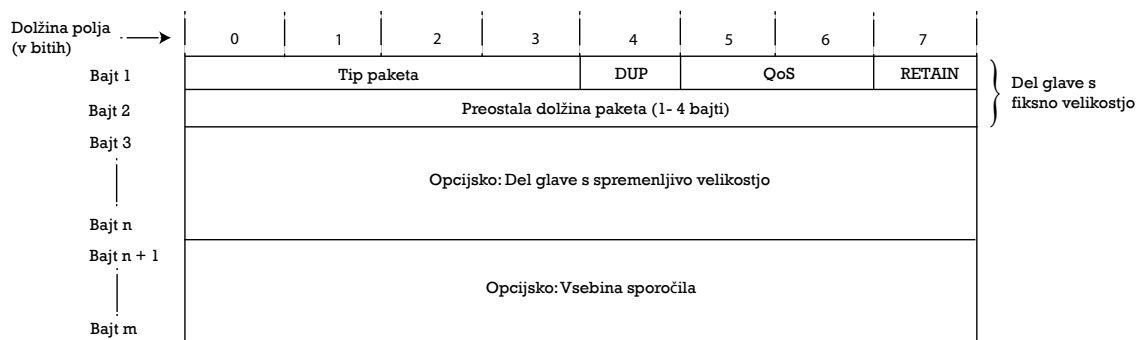 Dolžina polja
(v bitih)
0 1 2 3 4 5 6 7
Bajt 1 Tip paketa DUP QoS RETAIN
Del glave s
fiksno velikostjo
Bajt 2 Preostala dolžina paketa (1- 4 bajti)
Bajt 3
Opcijsko: Del glave s spremenljivo velikostjo
Bajt n
Bajt n + 1
Opcijsko: Vsebina sporočila
Bajt m